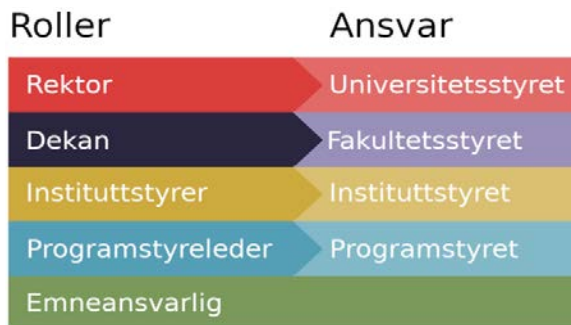 Roller Ansvar
Rektor Universitetsstyret
Dekan Fakultetsstyret
Instituttstyrer Instituttstyret
Programstyreleder Programstyret
Emneansvarlig